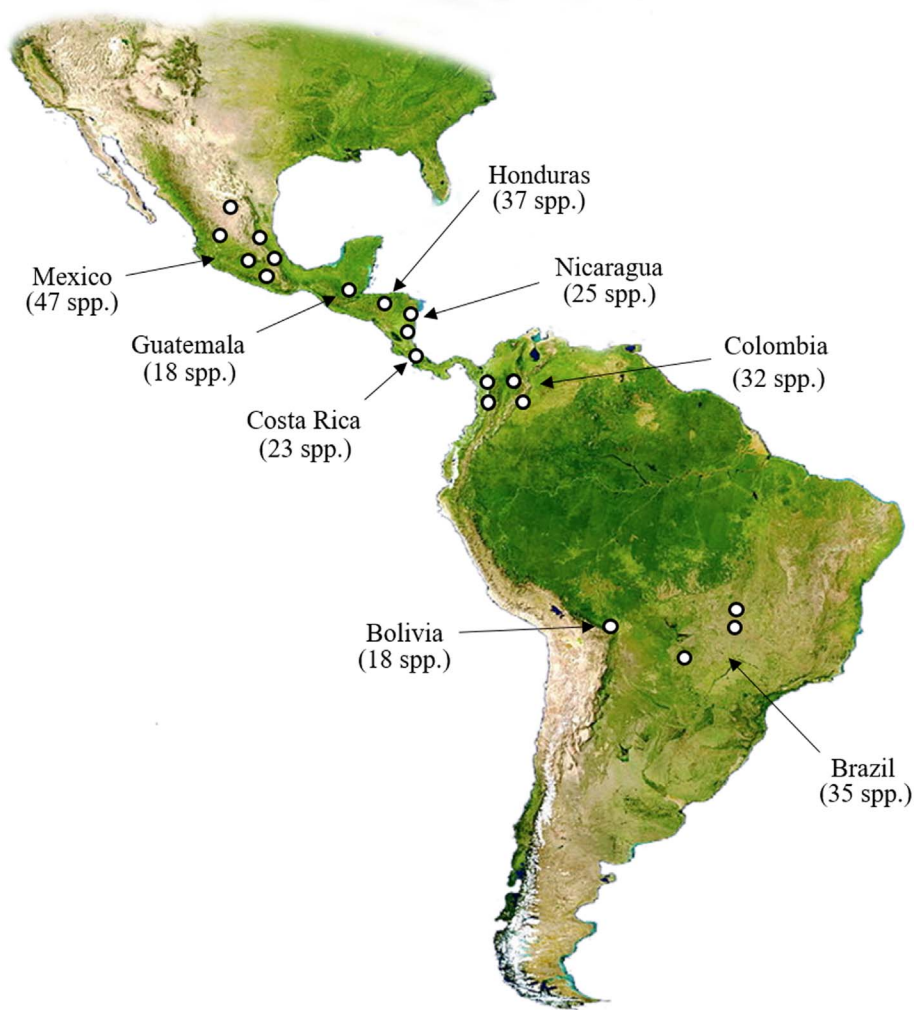 Honduras
(37 spp.)
Nicaragua
(25 spp.)
Mexico
(47 spp.)
Guatemala
(18 spp.)
Colombia
(32 spp.)
Costa Rica
(23 spp.)
Bolivia
(18 spp.)
Brazil
(35 spp.)